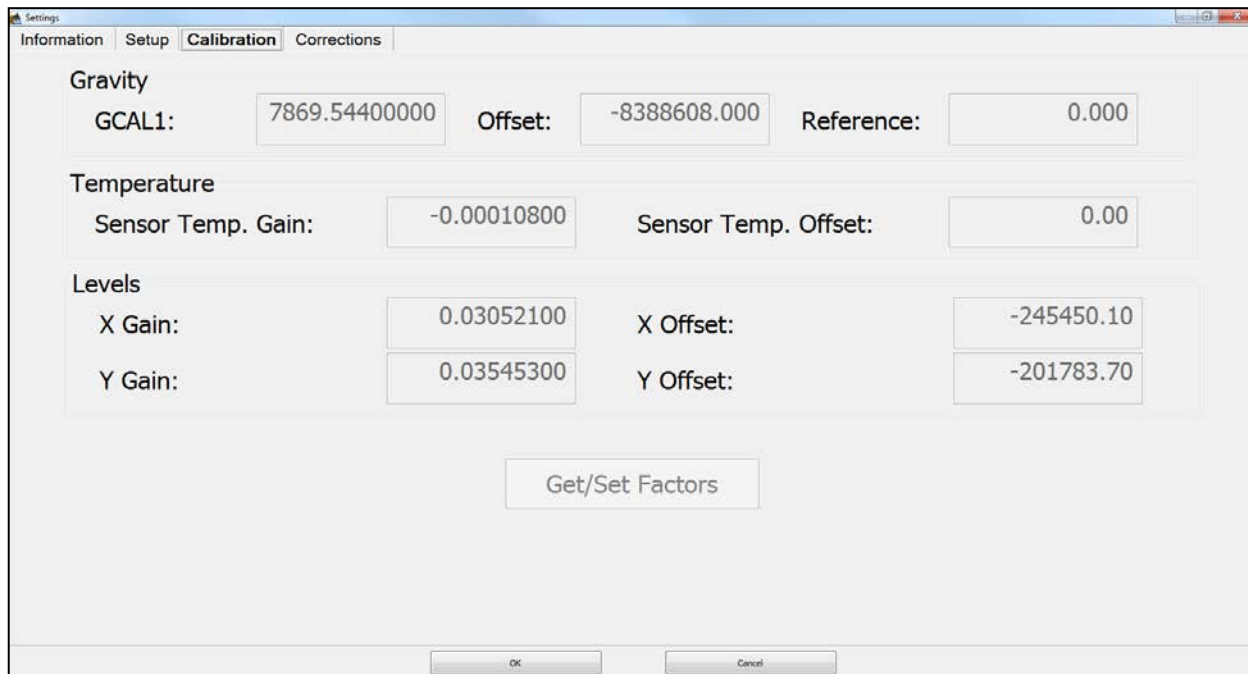 Settings
Information Setup Calibration Corrections
Gravity
GCAL1: 7869.54400000 Offset: -8388608.000 Reference: 0.000
Temperature
Sensor Temp. Gain: -0.00010800 Sensor Temp. Offset: 0.00
Levels
X Gain: 0.03052100 X Offset: -245450.10
Y Gain: 0.03545300 Y Offset: -201783.70
Get/Set Factors
OK Cancel